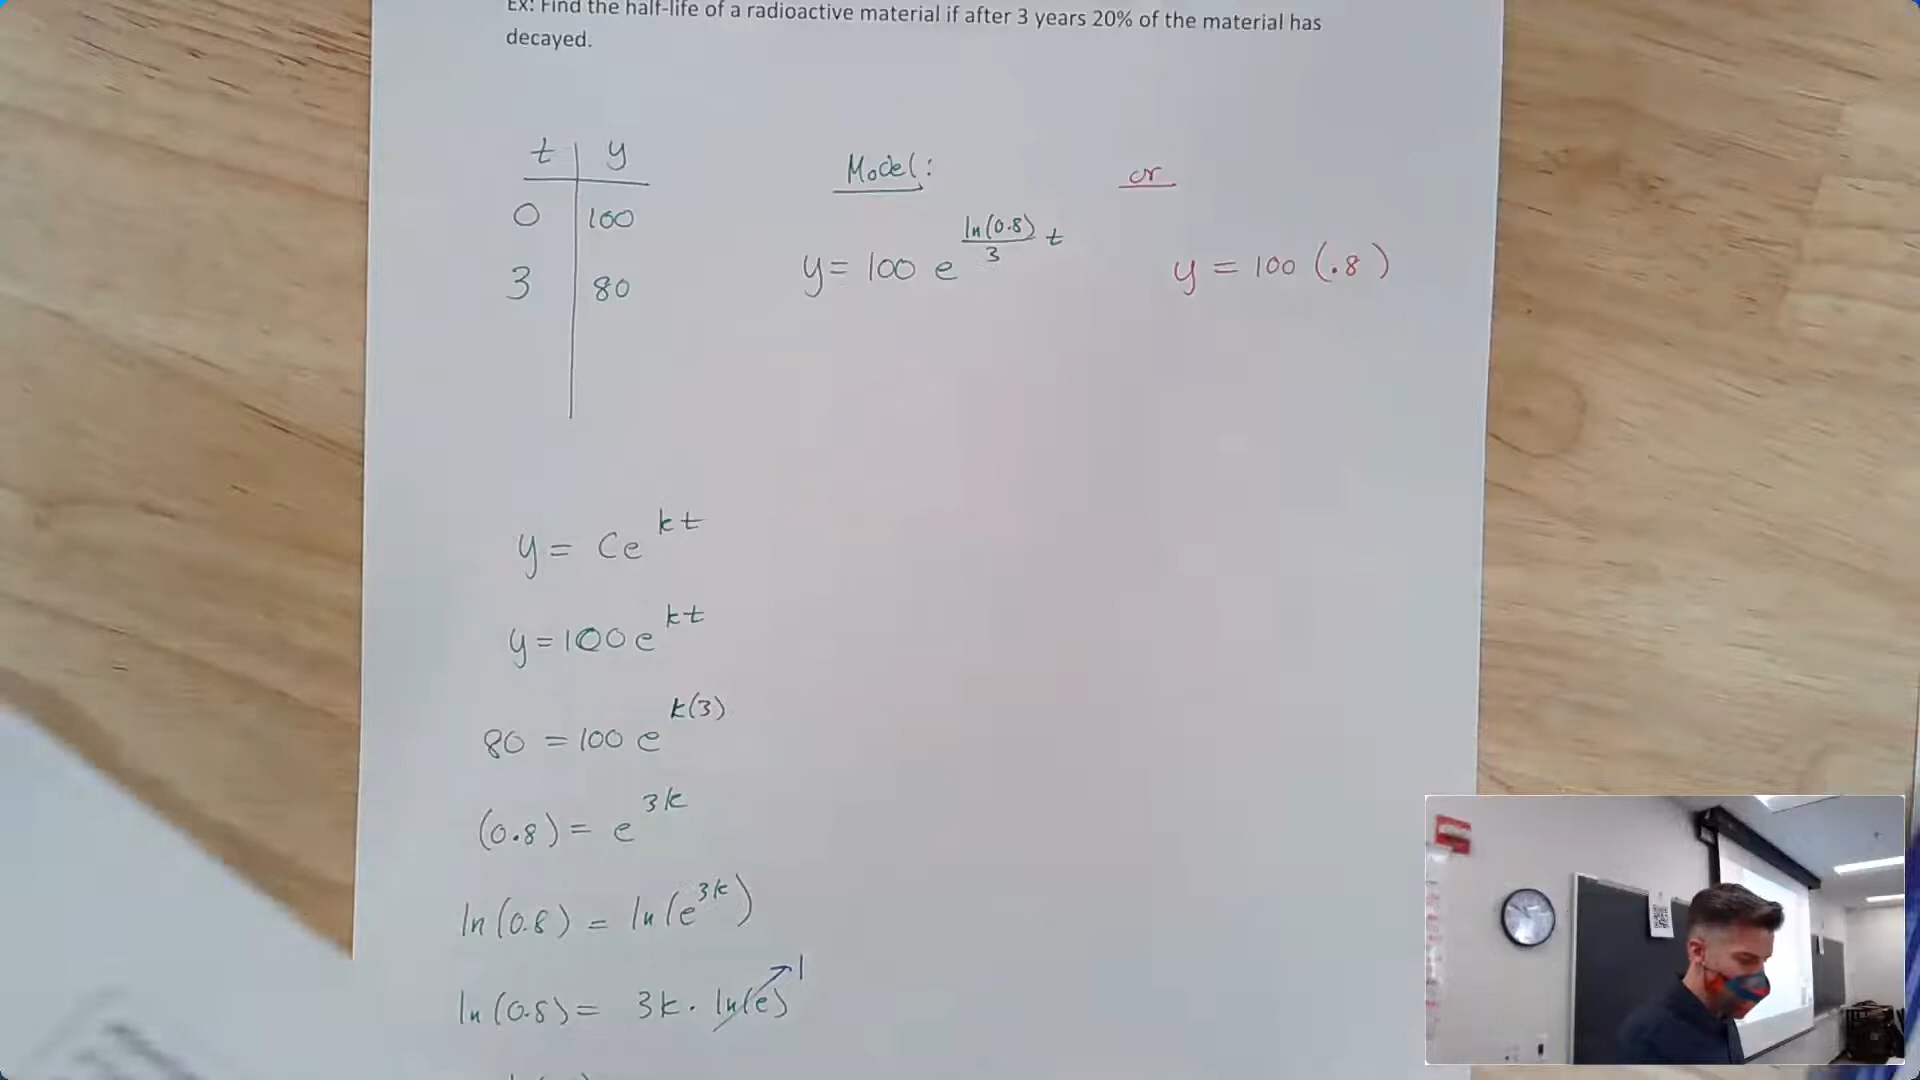 Ex: Find the half-life of a radioactive material if after 3 years 20% of the material has
decayed.
t y
0 100
3 80
Model:
y = 100 e^(ln(0.8)/3 t)
or
y = 100 (.8)
y = Ce^kt
y = 100e^kt
80 = 100 e^k(3)
(0.8) = e^3k
ln(0.8) = ln(e^3k)
ln(0.8) = 3k · ln(e) 1